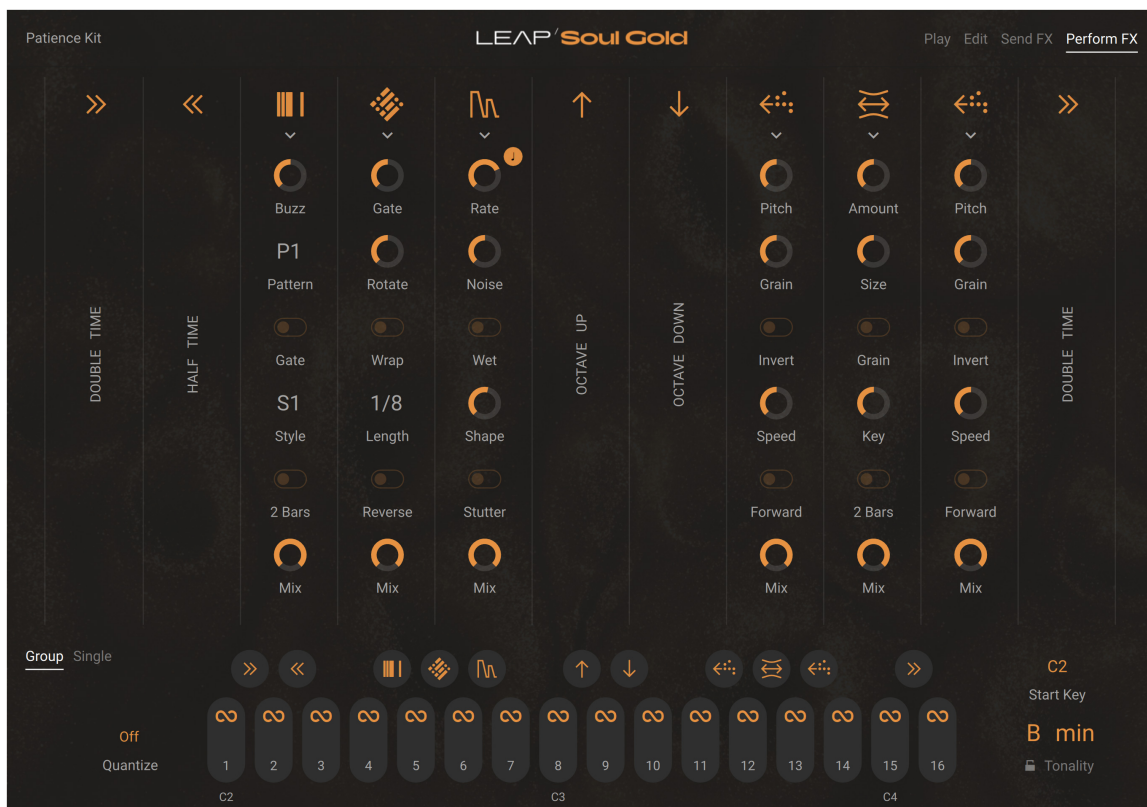 Patience Kit
LEAP Soul Gold
Play Edit Send FX Perform FX
Buzz Gate Rate Pitch Amount Pitch
P1
Pattern Rotate Noise Grain Size Grain
DOUBLE TIME
HALF TIME
OCTAVE UP
OCTAVE DOWN
DOUBLE TIME
Gate Wrap Wet Invert Grain Invert
S1 1/8
Style Length Shape Speed Key Speed
2 Bars Reverse Stutter Forward 2 Bars Forward
Mix Mix Mix Mix Mix Mix
Group Single
C2
Start Key
Off
Quantize
B min
Tonality
1 2 3 4 5 6 7 8 9 10 11 12 13 14 15 16
C2 C3 C4